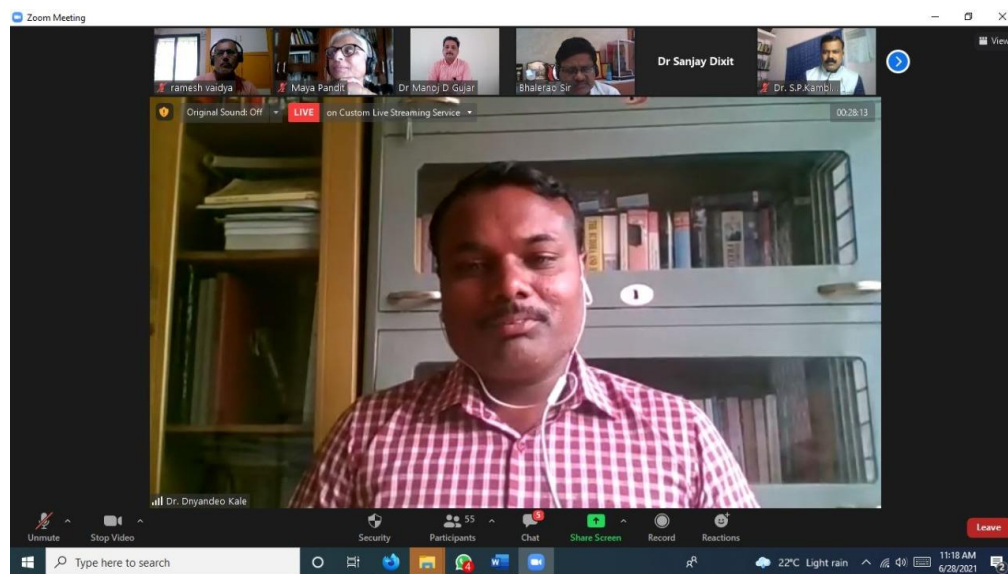 Zoom Meeting
View
ramesh vaidya
Maya Pandit
Dr Manoj D Gujar
Bhalerao Sir
Dr Sanjay Dixit
Dr. S.P.Kambl...
Original Sound: Off
LIVE on Custom Live Streaming Service
00:28:13
1
Dr. Dnyandeo Kale
55
5
Unmute
Stop Video
Security
Participants
Chat
Share Screen
Record
Reactions
Leave
Type here to search
4
22°C Light rain
11:18 AM
6/28/2021
2